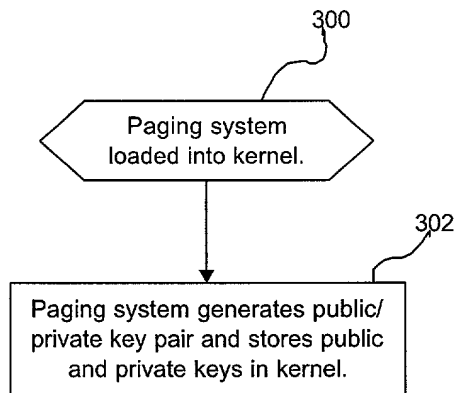 300
Paging system
loaded into kernel.
302
Paging system generates public/
private key pair and stores public
and private keys in kernel.